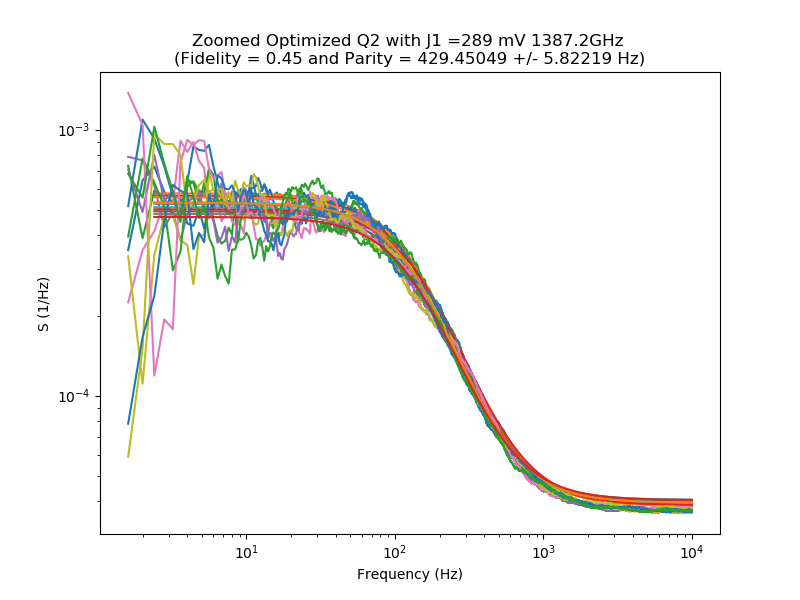 Zoomed Optimized Q2 with J1 =289 mV 1387.2GHz
(Fidelity = 0.45 and Parity = 429.45049 +/- 5.82219 Hz)
10⁻³
10⁻⁴
S (1/Hz)
10¹ 10² 10³ 10⁴
Frequency (Hz)